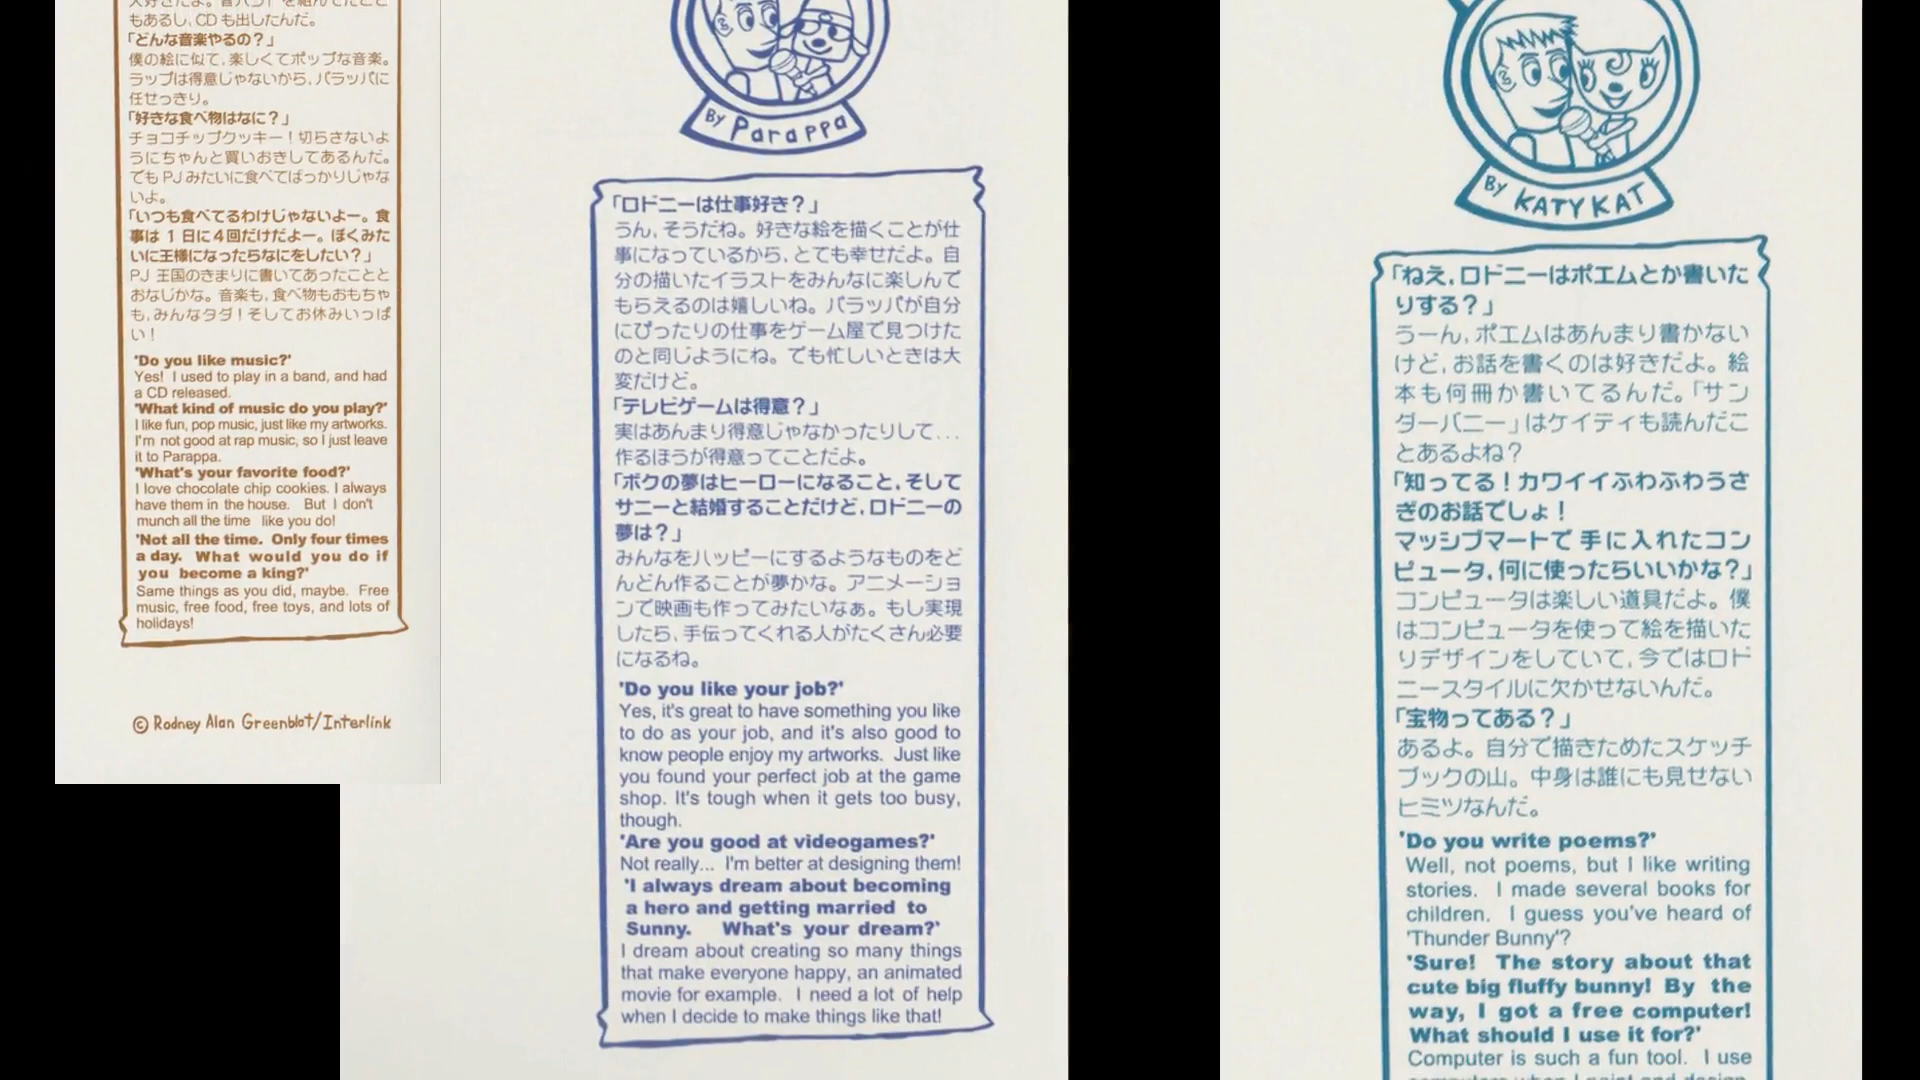 もあるし、CDも出したんだ。
「どんな音楽やるの？」
僕の絵に似て、楽しくてポップな音楽。
ラップは得意じゃないから、パラッパに
任せっきり。
「好きな食べ物はなに？」
チョコチップクッキー！切らさないよ
うにちゃんと買いおきしてあるんだ。
でもPJみたいに食べてばっかりじゃな
いよ。
「いつも食べてるわけじゃないよー。食
事は1日に4回だけだよー。ぼくみた
いに王様になったらなにをしたい？」
PJ 王国のきまりに書いてあったことと
おなじかな。音楽も、食べ物もおもちゃ
も、みんなタダ！そしてお休みいっぱ
い！
'Do you like music?'
Yes! I used to play in a band, and had
a CD released.
'What kind of music do you play?'
I like fun, pop music, just like my artworks.
I'm not good at rap music, so I just leave
it to Parappa.
'What's your favorite food?'
I love chocolate chip cookies. I always
have them in the house. But I don't
munch all the time like you do!
'Not all the time. Only four times
a day. What would you do if
you become a king?'
Same things as you did, maybe. Free
music, free food, free toys, and lots of
holidays!
© Rodney Alan Greenblat/Interlink
BY Parappa
「ロドニーは仕事好き？」
うん、そうだね。好きな絵を描くことが仕
事になっているから、とても幸せだよ。自
分の描いたイラストをみんなに楽しんで
もらえるのは嬉しいね。パラッパが自分
にぴったりの仕事をゲーム屋で見つけた
のと同じようにね。でも忙しいときは大
変だけど。
「テレビゲームは得意？」
実はあんまり得意じゃなかったりして...
作るほうが得意ってことだよ。
「ボクの夢はヒーローになること、そして
サニーと結婚することだけど、ロドニーの
夢は？」
みんなをハッピーにするようなものをど
んどん作ることが夢かな。アニメーショ
ンで映画も作ってみたいなぁ。もし実現
したら、手伝ってくれる人がたくさん必要
になるね。
'Do you like your job?'
Yes, it's great to have something you like
to do as your job, and it's also good to
know people enjoy my artworks. Just like
you found your perfect job at the game
shop. It's tough when it gets too busy,
though.
'Are you good at videogames?'
Not really... I'm better at designing them!
'I always dream about becoming
a hero and getting married to
Sunny. What's your dream?'
I dream about creating so many things
that make everyone happy, an animated
movie for example. I need a lot of help
when I decide to make things like that!
BY KATY KAT
「ねえ、ロドニーはポエムとか書いた
りする？」
うーん、ポエムはあんまり書かない
けど、お話を書くのは好きだよ。絵
本も何冊か書いてるんだ。「サン
ダーバニー」はケイティも読んだこ
とあるよね？
「知ってる！カワイイふわふわうさ
ぎのお話でしょ！
マッシブマートで手に入れたコン
ピュータ、何に使ったらいいかな？」
コンピュータは楽しい道具だよ。僕
はコンピュータを使って絵を描いた
りデザインをしていて、今ではロド
ニースタイルに欠かせないんだ。
「宝物ってある？」
あるよ。自分で描きためたスケッチ
ブックの山。中身は誰にも見せない
ヒミツなんだ。
'Do you write poems?'
Well, not poems, but I like writing
stories. I made several books for
children. I guess you've heard of
'Thunder Bunny'?
'Sure! The story about that
cute big fluffy bunny! By the
way, I got a free computer!
What should I use it for?'
Computer is such a fun tool. I use